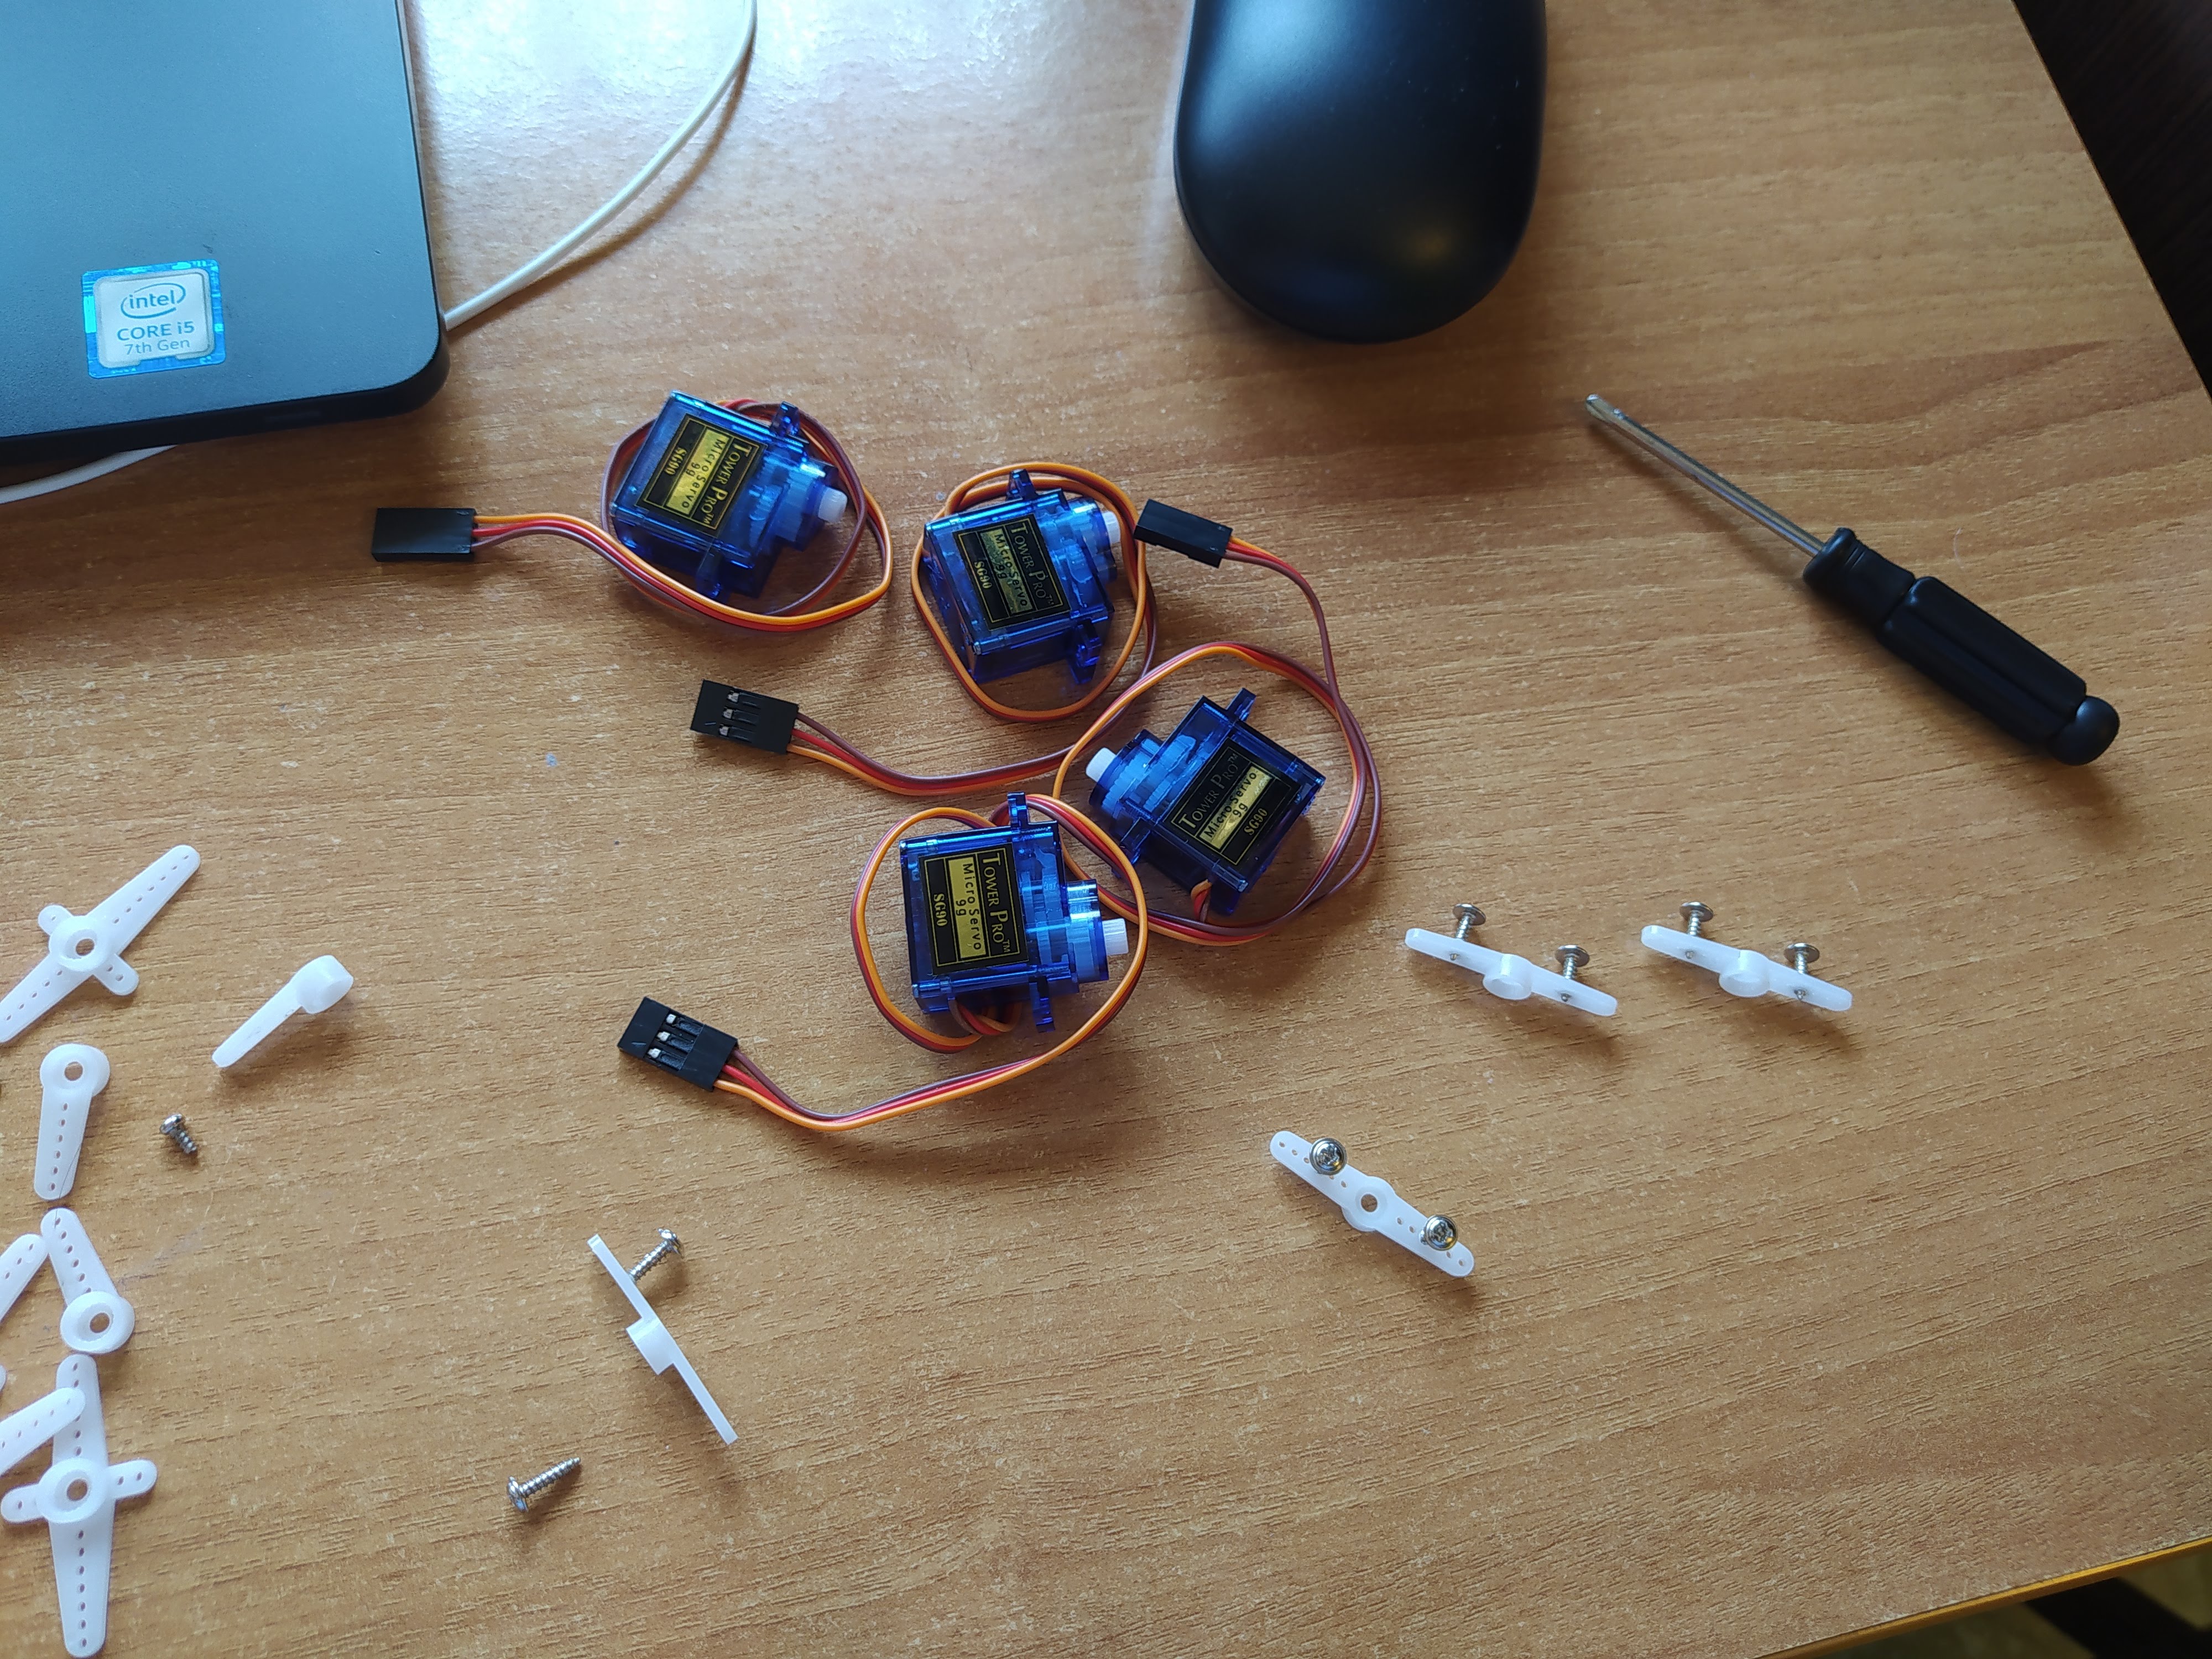 intel
CORE i5
7th Gen
TOWER PRO™
Micro Servo
9g
SG90
TOWER PRO™
Micro Servo
9g
SG90
TOWER PRO™
Micro Servo
9g
SG90
TOWER PRO™
Micro Servo
9g
SG90